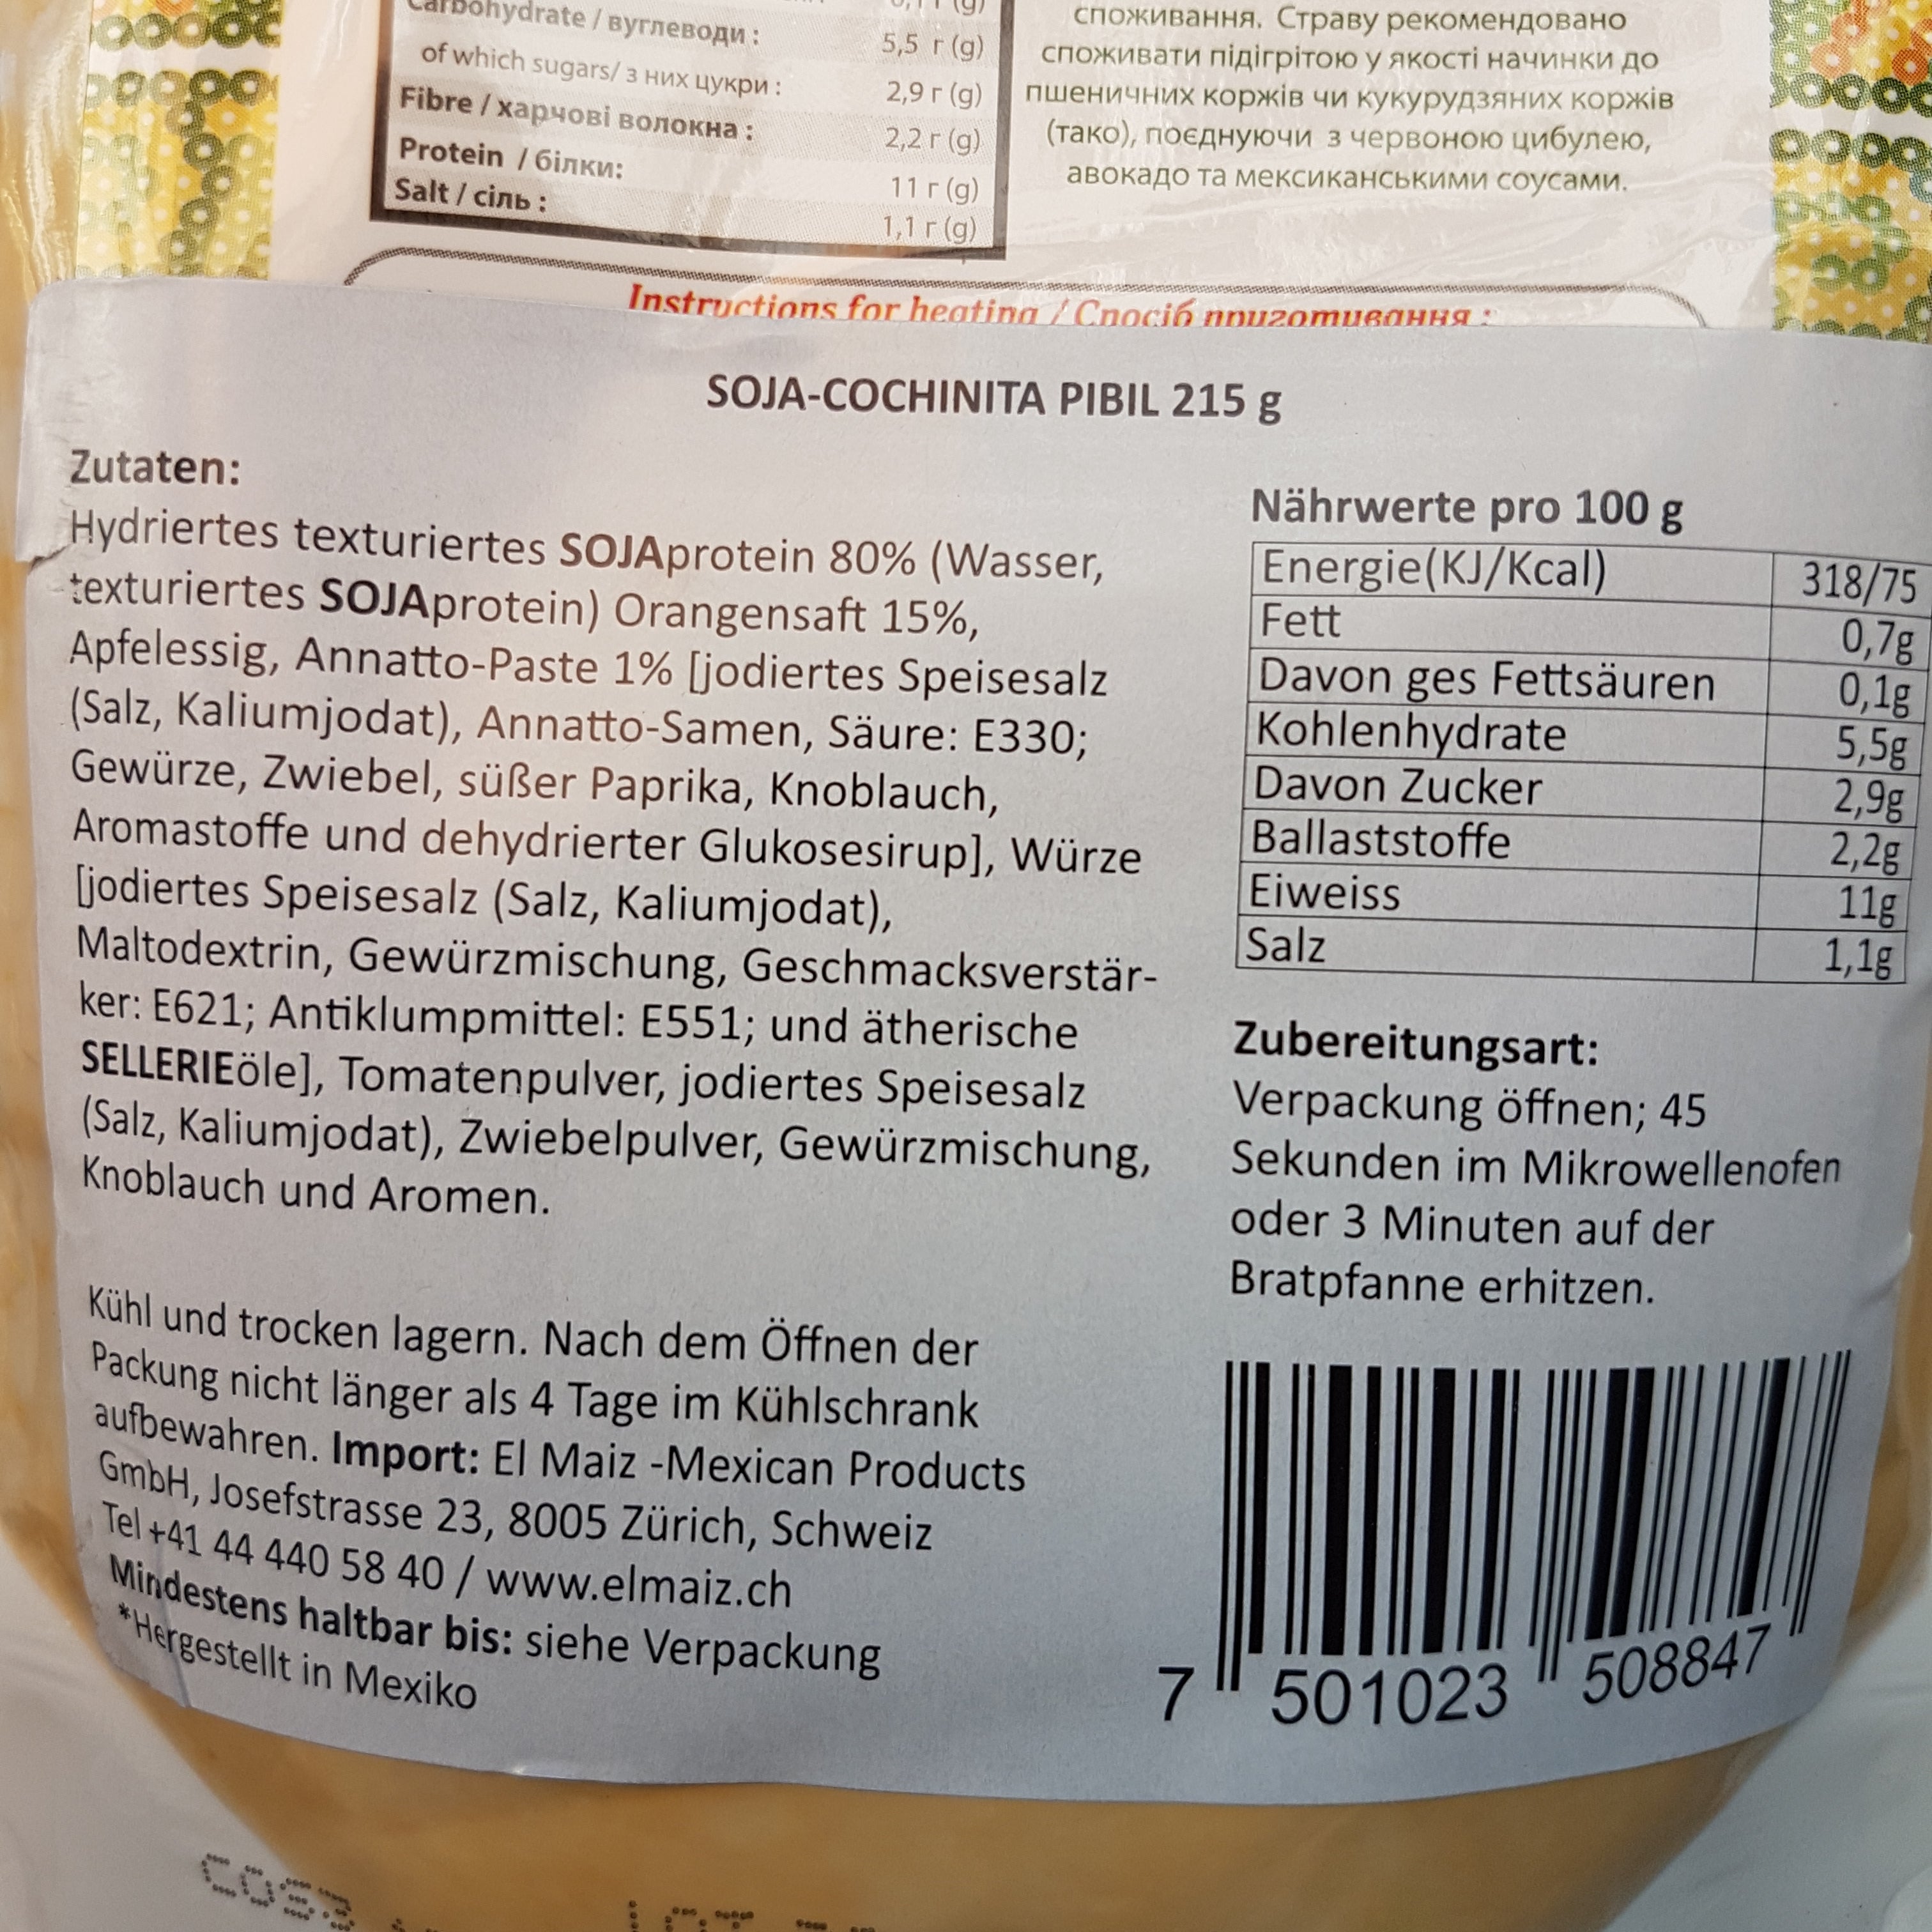 Carbohydrate / вуглеводи : 5,5 г (g)
of which sugars/ з них цукри : 2,9 г (g)
Fibre / харчові волокна : 2,2 г (g)
Protein / білки: 11 г (g)
Salt / сіль : 1,1 г (g)
споживання. Страву рекомендовано
споживати підігрітою у якості начинки до
пшеничних коржів чи кукурудзяних коржів
(тако), поєднуючи з червоною цибулею,
авокадо та мексиканськими соусами.
Instructions for heating / Спосіб приготивання :
SOJA-COCHINITA PIBIL 215 g
Zutaten:
Hydriertes texturiertes SOJAprotein 80% (Wasser,
texturiertes SOJAprotein) Orangensaft 15%,
Apfelessig, Annatto-Paste 1% [jodiertes Speisesalz
(Salz, Kaliumjodat), Annatto-Samen, Säure: E330;
Gewürze, Zwiebel, süßer Paprika, Knoblauch,
Aromastoffe und dehydrierter Glukosesirup], Würze
[jodiertes Speisesalz (Salz, Kaliumjodat),
Maltodextrin, Gewürzmischung, Geschmacksverstär-
ker: E621; Antiklumpmittel: E551; und ätherische
SELLERIEöle], Tomatenpulver, jodiertes Speisesalz
(Salz, Kaliumjodat), Zwiebelpulver, Gewürzmischung,
Knoblauch und Aromen.
Kühl und trocken lagern. Nach dem Öffnen der
Packung nicht länger als 4 Tage im Kühlschrank
aufbewahren. Import: El Maiz -Mexican Products
GmbH, Josefstrasse 23, 8005 Zürich, Schweiz
Tel +41 44 440 58 40 / www.elmaiz.ch
Mindestens haltbar bis: siehe Verpackung
*Hergestellt in Mexiko
Nährwerte pro 100 g
Energie(KJ/Kcal) 318/75
Fett 0,7g
Davon ges Fettsäuren 0,1g
Kohlenhydrate 5,5g
Davon Zucker 2,9g
Ballaststoffe 2,2g
Eiweiss 11g
Salz 1,1g
Zubereitungsart:
Verpackung öffnen; 45
Sekunden im Mikrowellenofen
oder 3 Minuten auf der
Bratpfanne erhitzen.
7 501023 508847